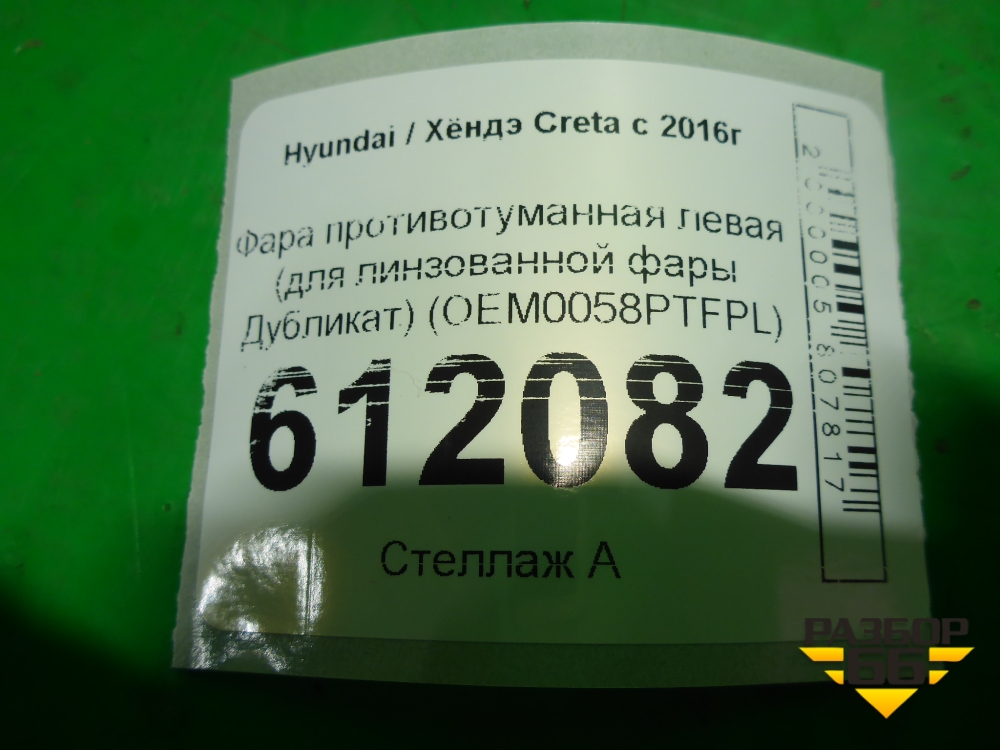 Hyundai / Хёндэ Creta с 2016г
Фара противотуманная левая
(для линзованной фары
Дубликат) (OEM0058PTFPL)
612082
Стеллаж А
2000005807817
РАЗБОР
66